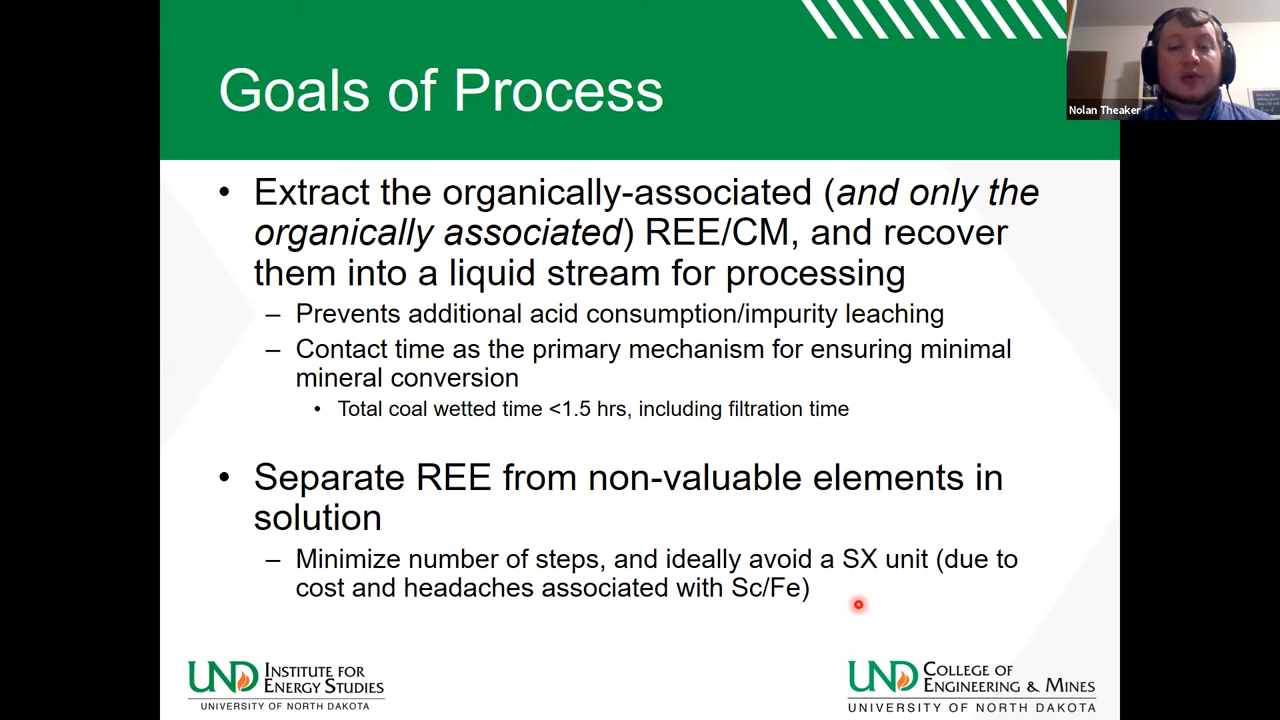 Goals of Process
Nolan Theaker
• Extract the organically-associated (and only the
organically associated) REE/CM, and recover
them into a liquid stream for processing
– Prevents additional acid consumption/impurity leaching
– Contact time as the primary mechanism for ensuring minimal
mineral conversion
• Total coal wetted time <1.5 hrs, including filtration time
• Separate REE from non-valuable elements in
solution
– Minimize number of steps, and ideally avoid a SX unit (due to
cost and headaches associated with Sc/Fe)
UND INSTITUTE FOR
ENERGY STUDIES
UNIVERSITY OF NORTH DAKOTA
UND COLLEGE OF
ENGINEERING & MINES
UNIVERSITY OF NORTH DAKOTA